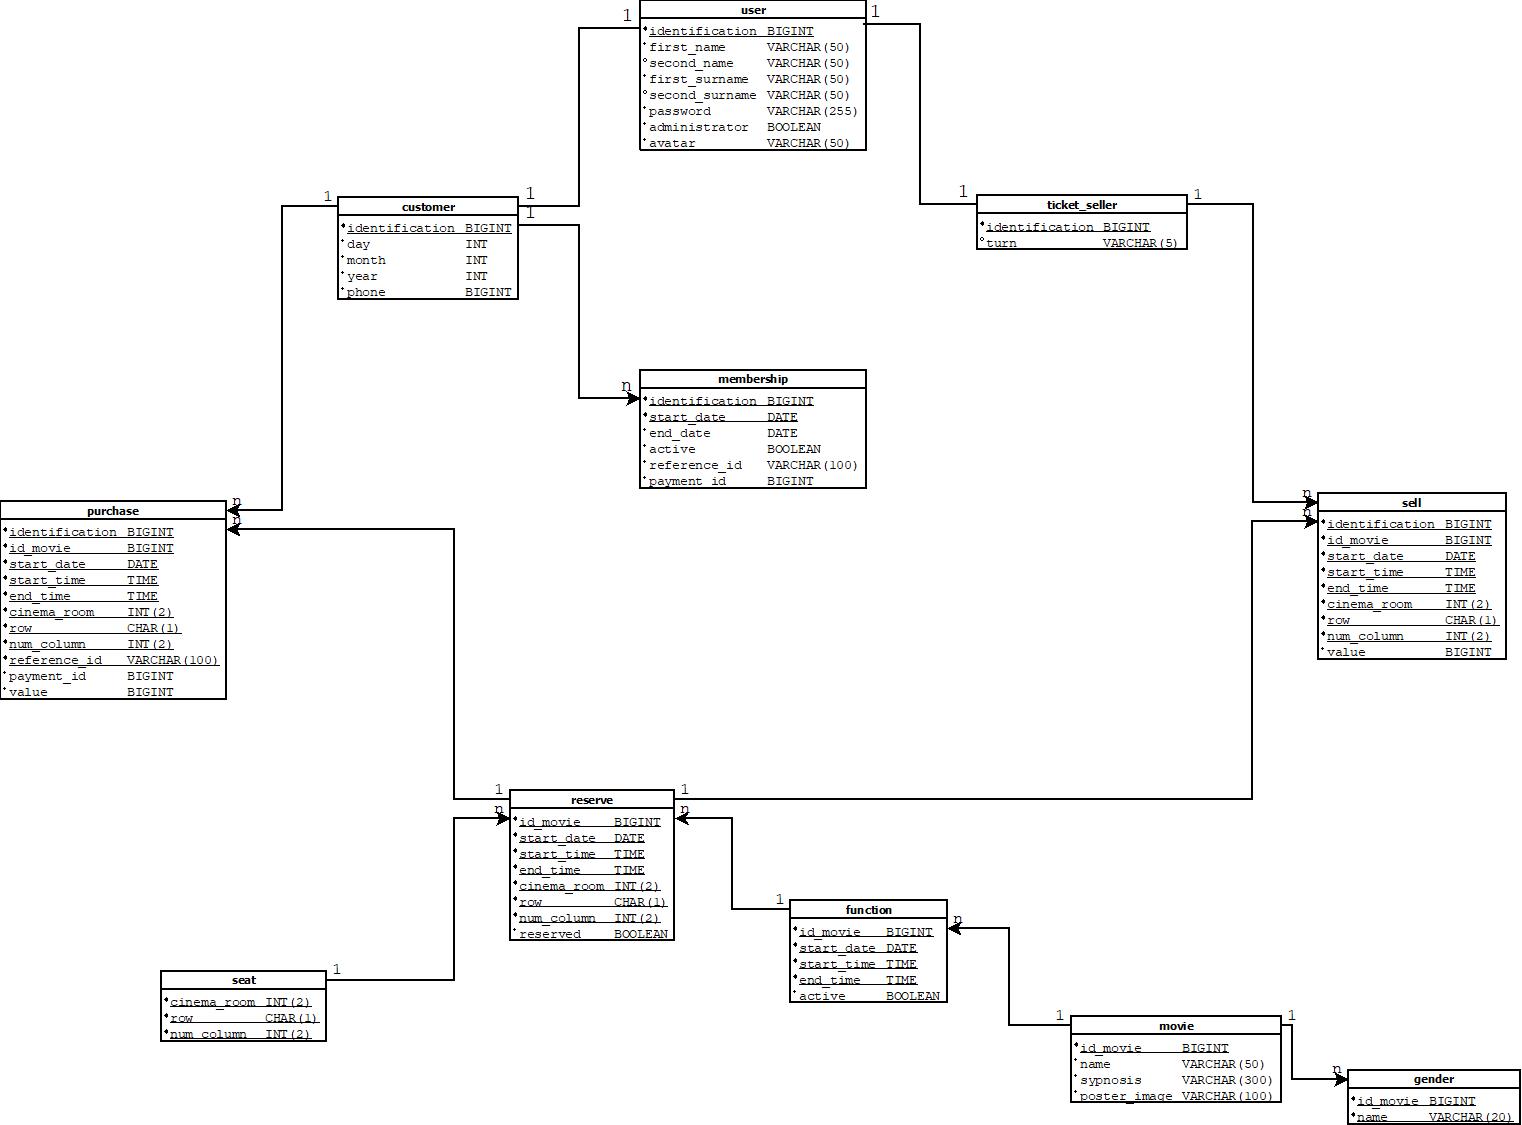 1
user
1
identification BIGINT
first_name VARCHAR(50)
second_name VARCHAR(50)
first_surname VARCHAR(50)
second_surname VARCHAR(50)
password VARCHAR(255)
administrator BOOLEAN
avatar VARCHAR(50)
1
customer
1
1
identification BIGINT
day INT
month INT
year INT
phone BIGINT
1
ticket_seller
1
identification BIGINT
turn VARCHAR(5)
n
membership
identification BIGINT
start_date DATE
end_date DATE
active BOOLEAN
reference_id VARCHAR(100)
payment_id BIGINT
purchase
n
n
identification BIGINT
id_movie BIGINT
start_date DATE
start_time TIME
end_time TIME
cinema_room INT(2)
row CHAR(1)
num_column INT(2)
reference_id VARCHAR(100)
payment_id BIGINT
value BIGINT
n
n
sell
identification BIGINT
id_movie BIGINT
start_date DATE
start_time TIME
end_time TIME
cinema_room INT(2)
row CHAR(1)
num_column INT(2)
value BIGINT
1
n
reserve
1
n
id_movie BIGINT
start_date DATE
start_time TIME
end_time TIME
cinema_room INT(2)
row CHAR(1)
num_column INT(2)
reserved BOOLEAN
1
function
n
id_movie BIGINT
start_date DATE
start_time TIME
end_time TIME
active BOOLEAN
seat
1
cinema_room INT(2)
row CHAR(1)
num_column INT(2)
1
movie
1
id_movie BIGINT
name VARCHAR(50)
sypnosis VARCHAR(300)
poster_image VARCHAR(100)
n
gender
id_movie BIGINT
name VARCHAR(20)